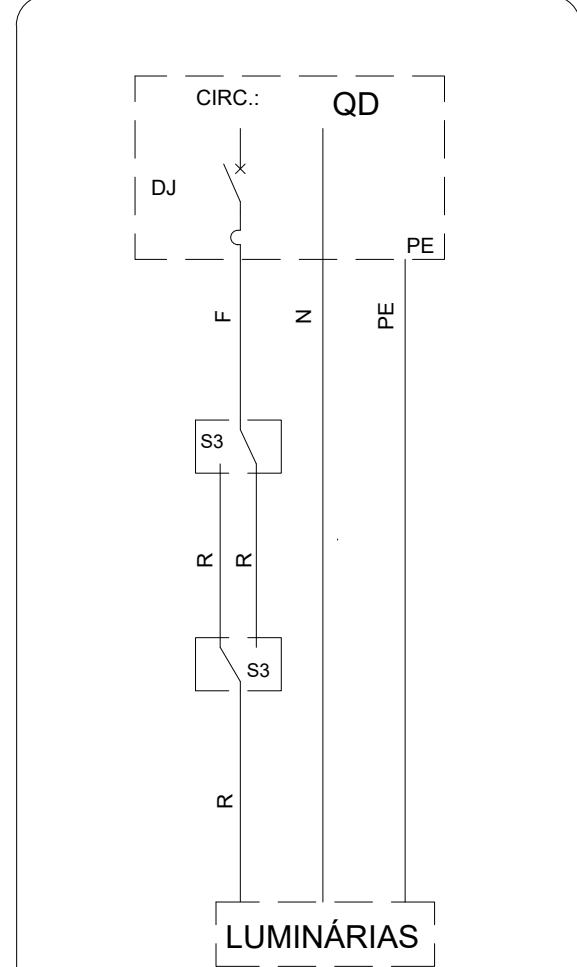 CIRC.: QD
DJ
PE
F N PE
S3
R R
S3
R
LUMINÁRIAS